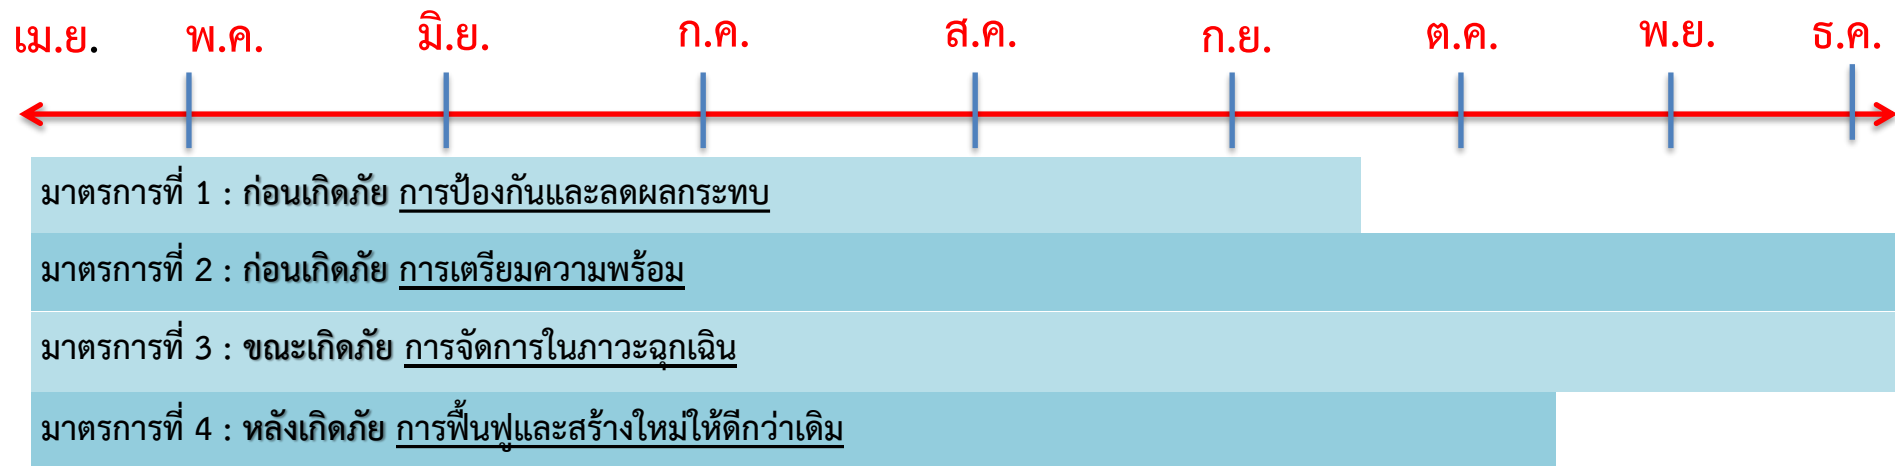 เม.ย. พ.ค. มิ.ย. ก.ค. ส.ค. ก.ย. ต.ค. พ.ย. ธ.ค.
มาตรการที่ 1 : ก่อนเกิดภัย การป้องกันและลดผลกระทบ
มาตรการที่ 2 : ก่อนเกิดภัย การเตรียมความพร้อม
มาตรการที่ 3 : ขณะเกิดภัย การจัดการในภาวะฉุกเฉิน
มาตรการที่ 4 : หลังเกิดภัย การฟื้นฟูและสร้างใหม่ให้ดีกว่าเดิม